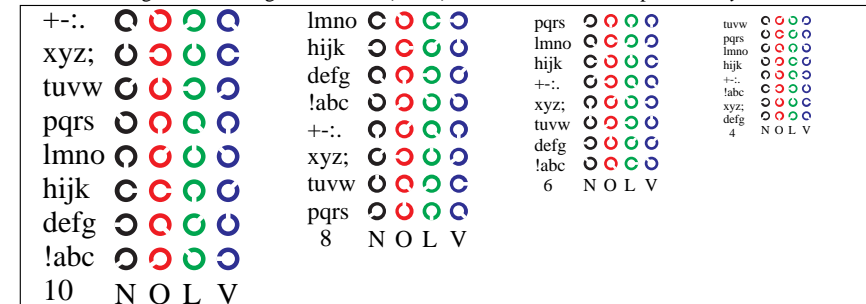 +-:.
xyz;
tuvw
pqrs
lmno
hijk
defg
!abc
10 N O L V
lmno
hijk
defg
!abc
+-:.
xyz;
tuvw
pqrs
8 N O L V
pqrs
lmno
hijk
+-:.
xyz;
tuvw
defg
!abc
6 N O L V
tuvw
pqrs
lmno
hijk
+-:.
!abc
xyz;
defg
4 N O L V